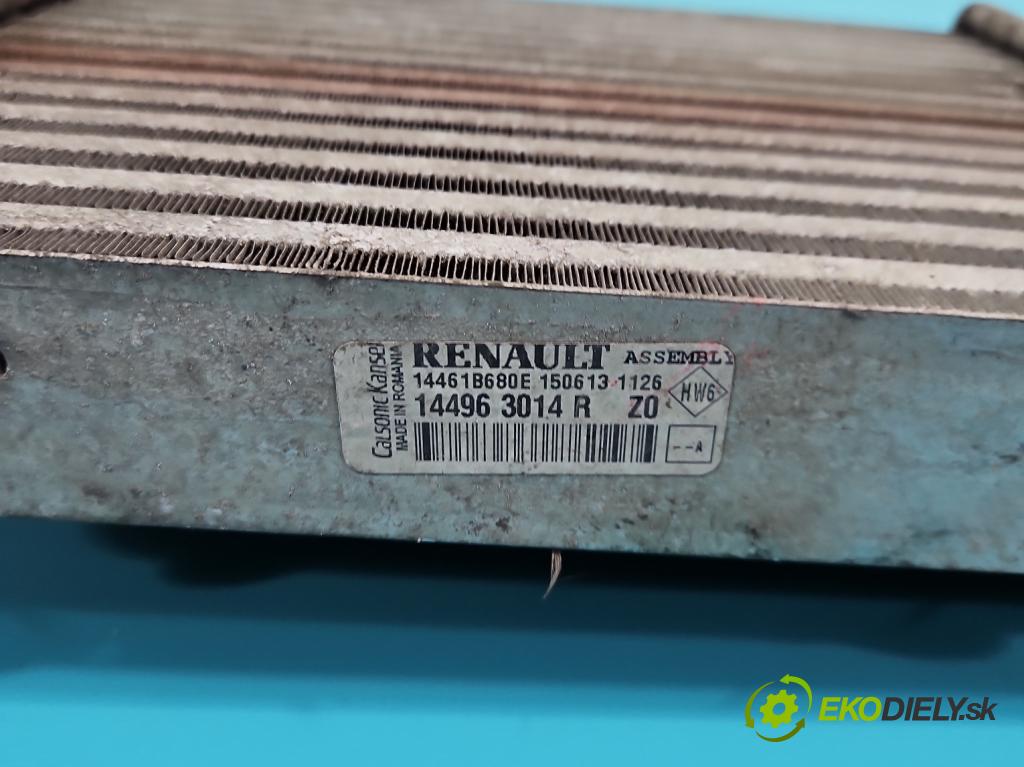 RENAULT ASSEMBLY
14461B680E 150613 1126
14496 3014 R Z0
HW6
--A
Calsonic Kansei
MADE IN ROMANIA
EKODIELY.sk